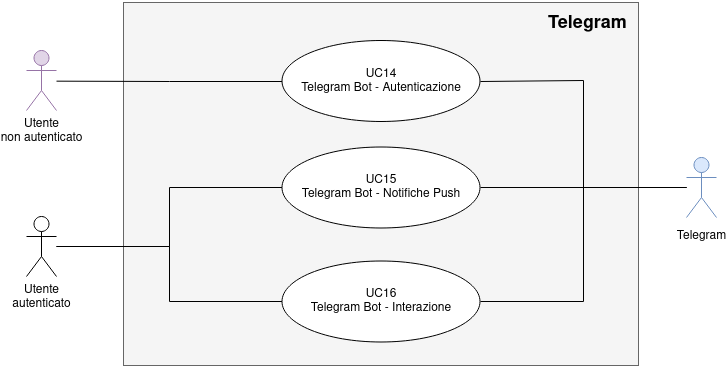 Telegram
UC14
Telegram Bot - Autenticazione
Utente
non autenticato
UC15
Telegram Bot - Notifiche Push
Telegram
Utente
autenticato
UC16
Telegram Bot - Interazione